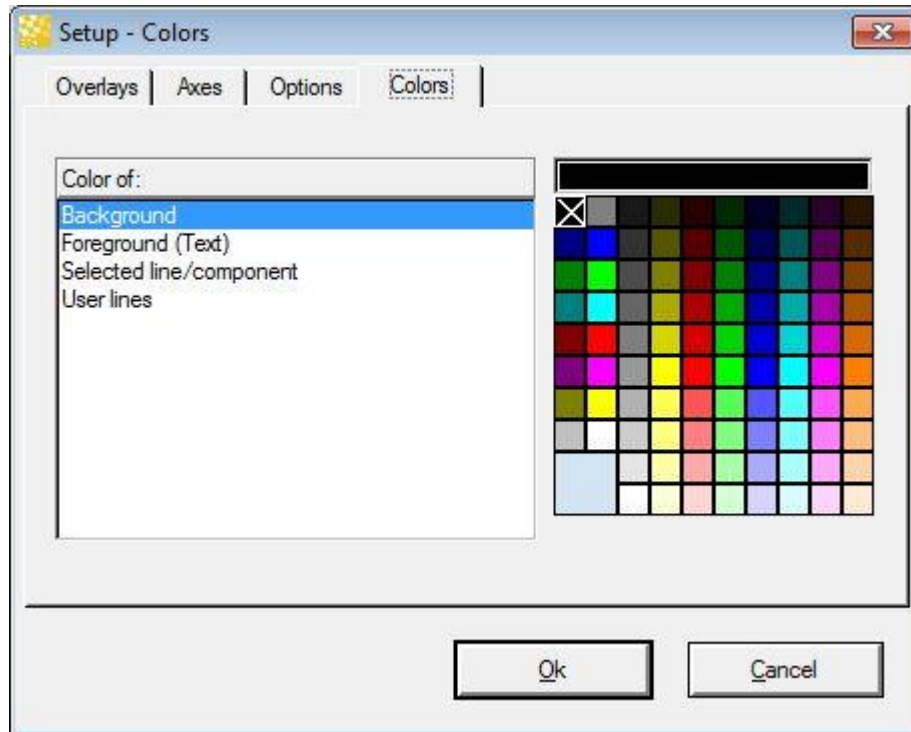 Setup - Colors
Overlays Axes Options Colors
Color of:
Background
Foreground (Text)
Selected line/component
User lines
Ok Cancel